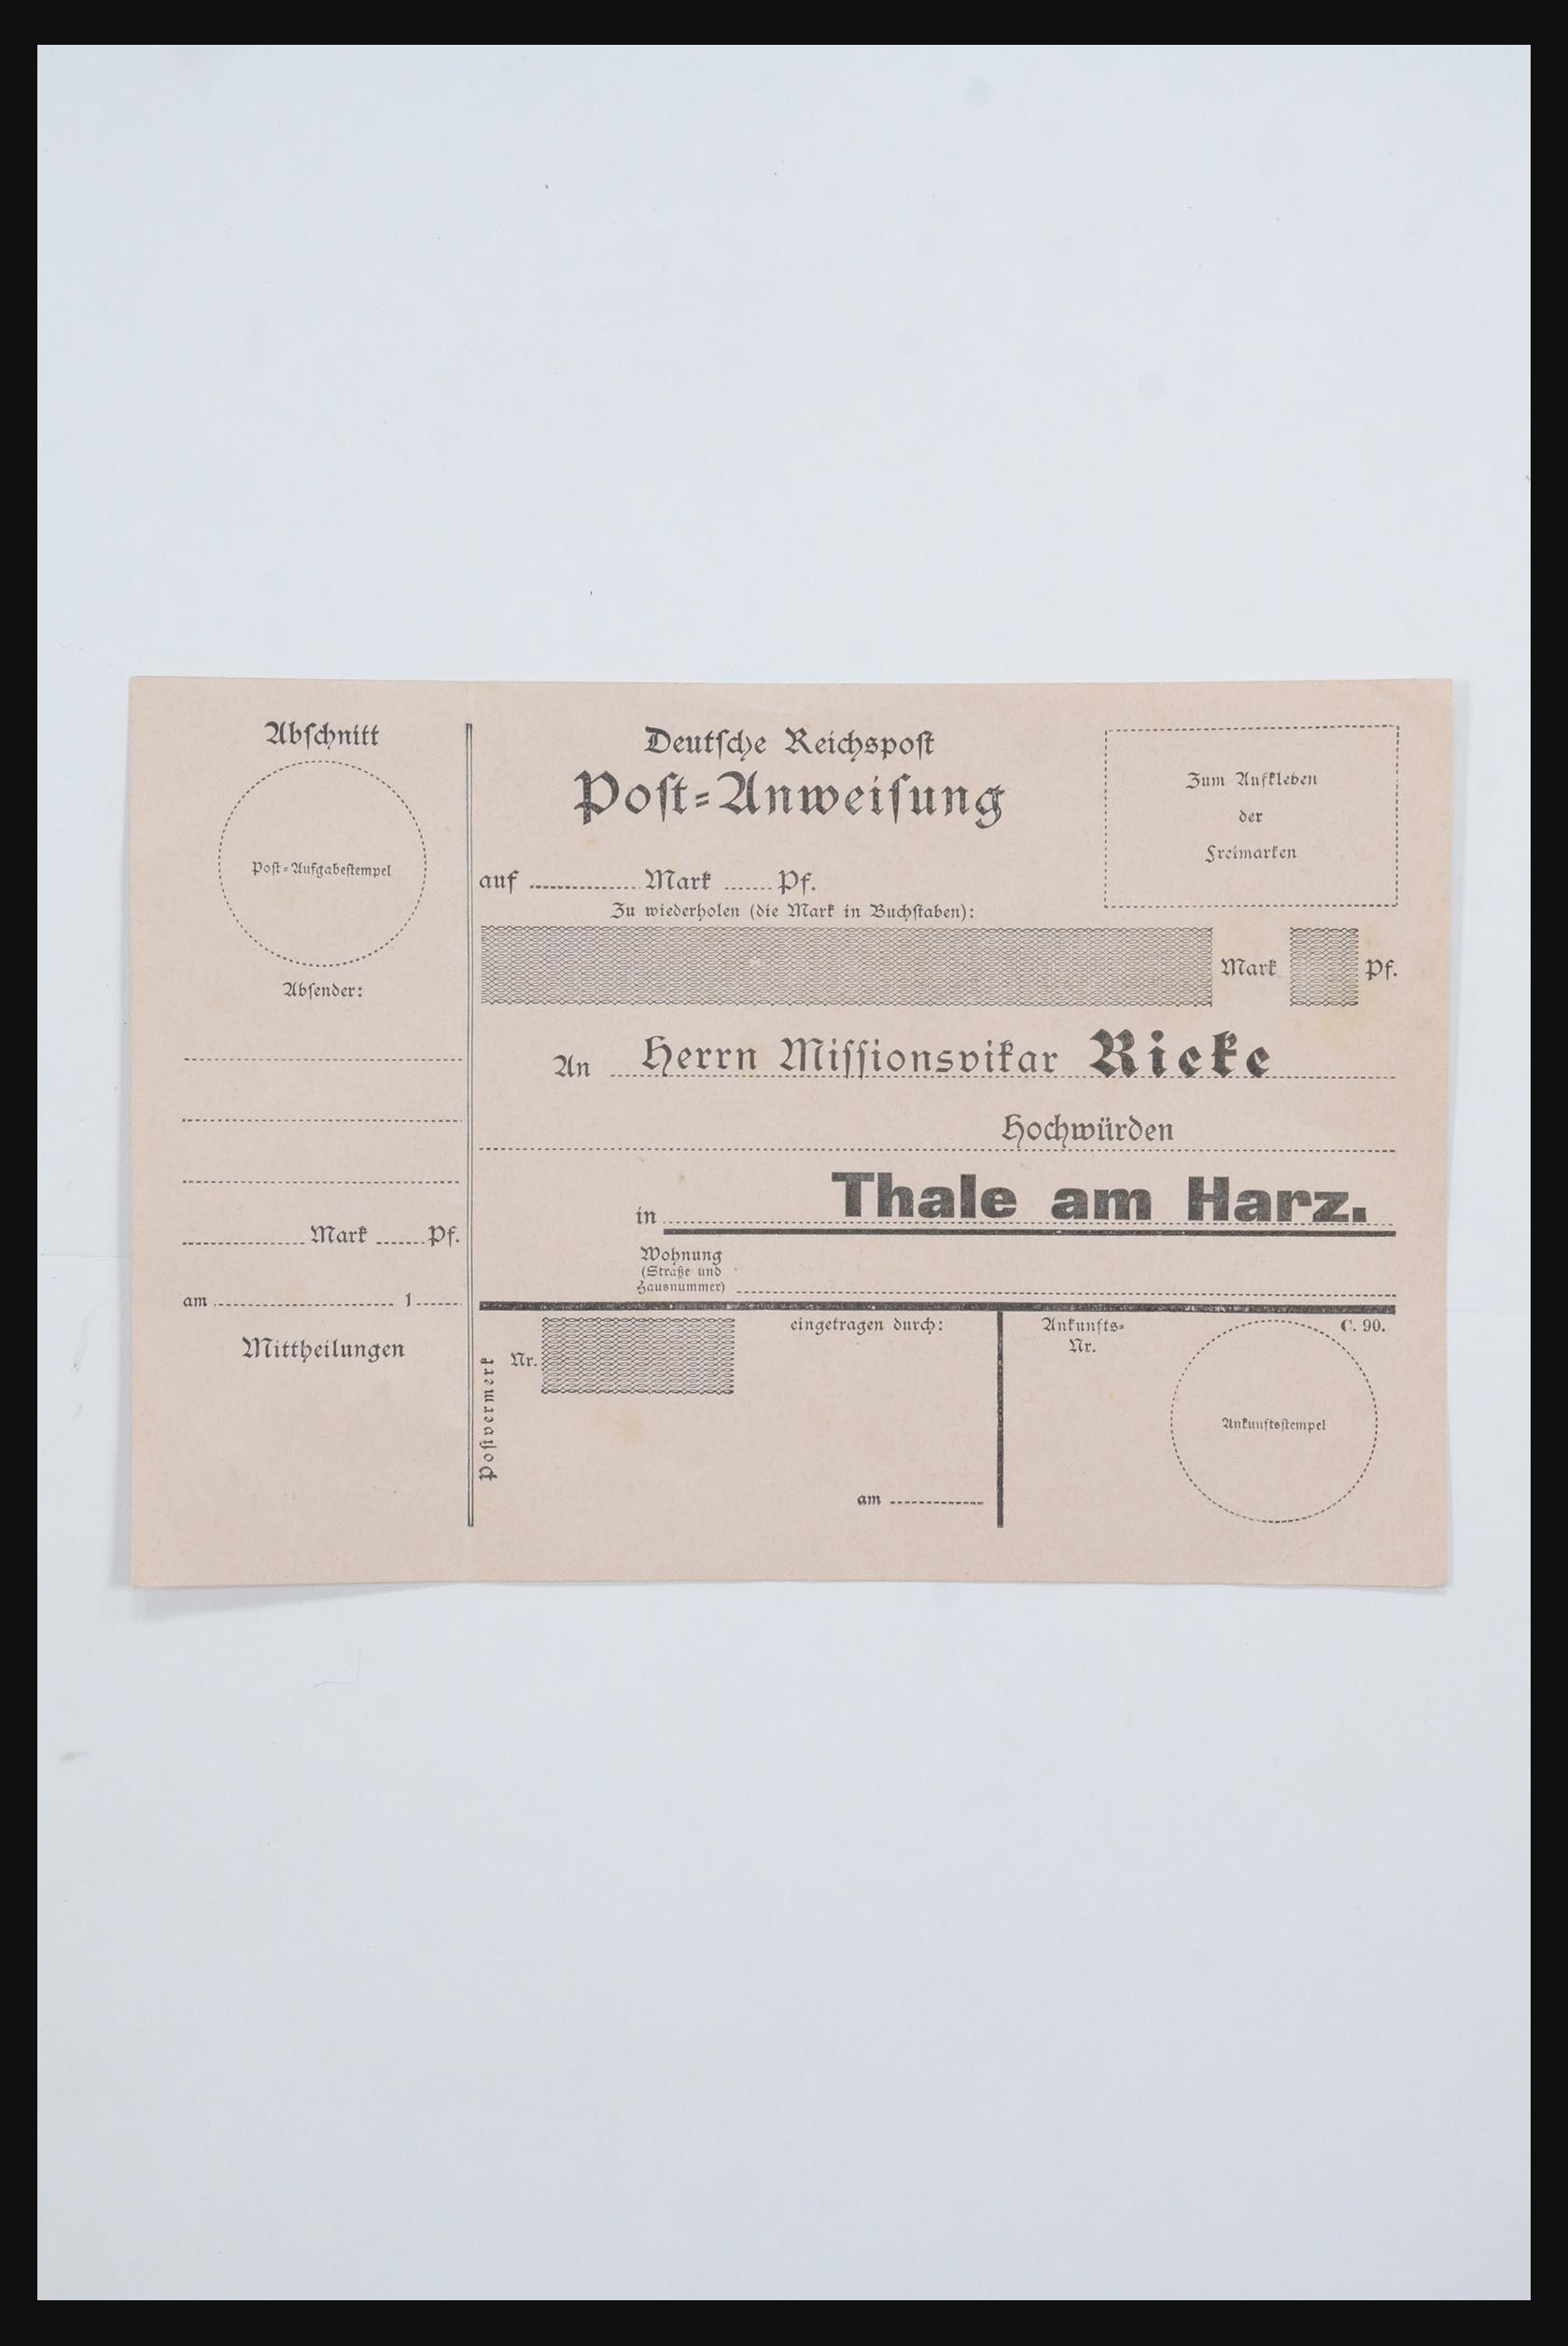 Abschnitt
Post-Aufgabestempel
Absender:
Mark Pf.
am 1
Mittheilungen
Deutsche Reichspost
Post-Anweisung
Zum Aufkleben
der
Freimarken
auf Mark Pf.
Zu wiederholen (die Mark in Buchstaben):
Mark Pf.
An Herrn Missionsvikar Rieke
Hochwürden
in Thale am Harz.
Wohnung
(Straße und
Hausnummer)
Postvermerk
Nr.
eingetragen durch:
am
Ankunfts-
Nr.
C. 90.
Ankunftsstempel